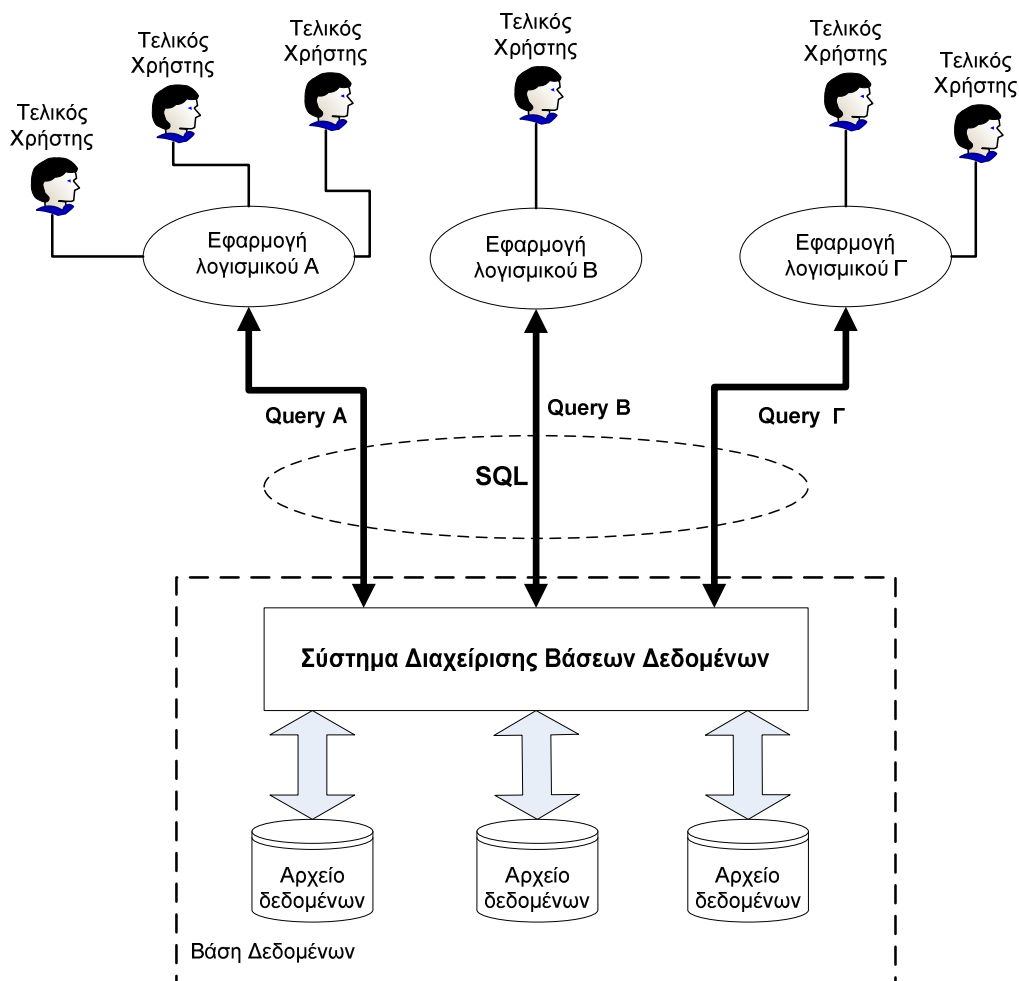 Τελικός
Χρήστης
Τελικός
Χρήστης
Τελικός
Χρήστης
Τελικός
Χρήστης
Τελικός
Χρήστης
Τελικός
Χρήστης
Εφαρμογή
λογισμικού Α
Εφαρμογή
λογισμικού Β
Εφαρμογή
λογισμικού Γ
Query Α
Query Β
Query Γ
SQL
Σύστημα Διαχείρισης Βάσεων Δεδομένων
Αρχείο
δεδομένων
Αρχείο
δεδομένων
Αρχείο
δεδομένων
Βάση Δεδομένων